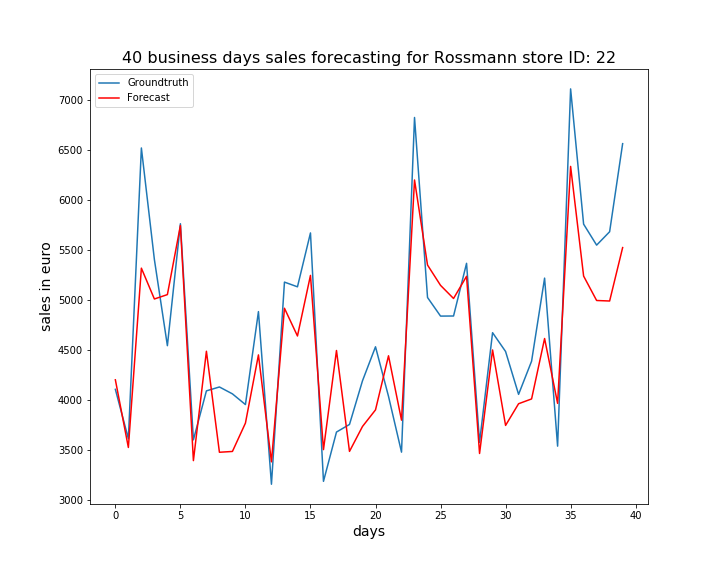 40 business days sales forecasting for Rossmann store ID: 22
Groundtruth
Forecast
7000
6500
6000
5500
5000
4500
4000
3500
3000
sales in euro
0 5 10 15 20 25 30 35 40
days